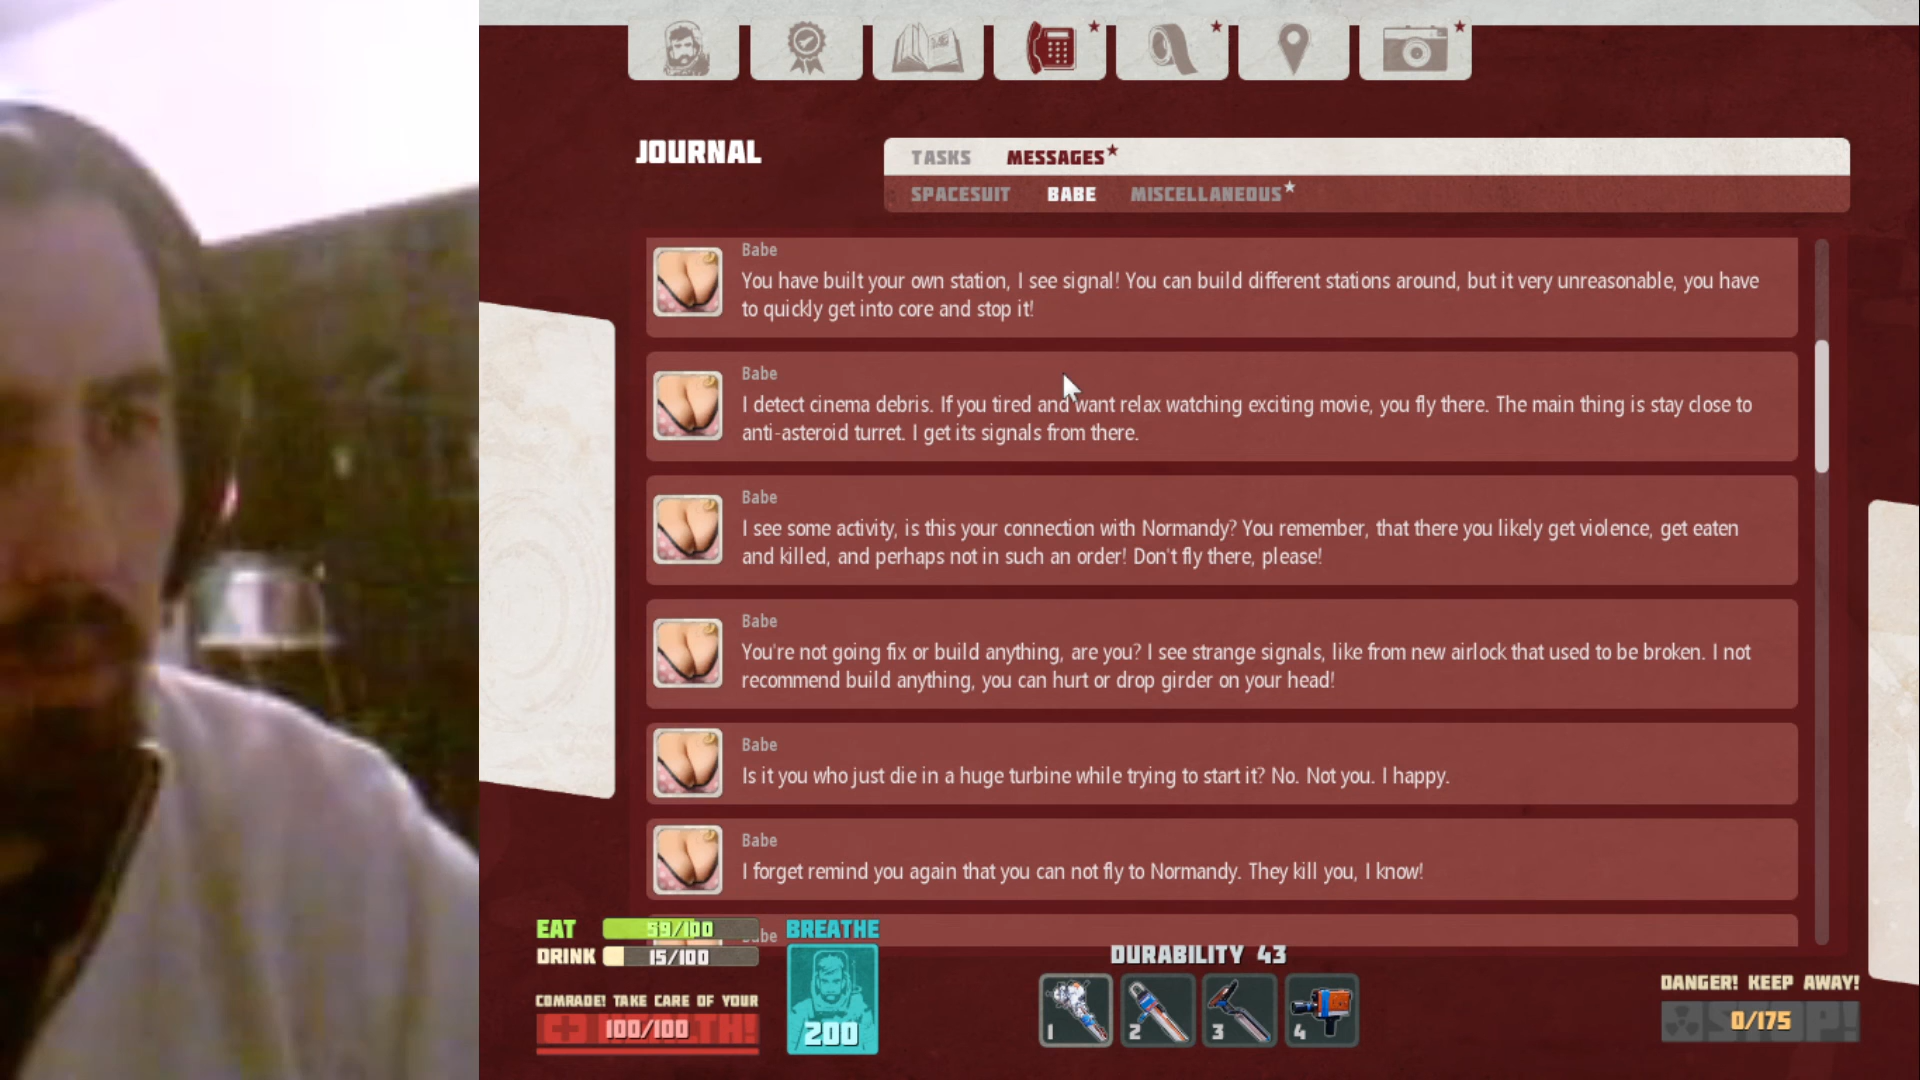 JOURNAL
TASKS MESSAGES
SPACESUIT BABE MISCELLANEOUS
Babe
You have built your own station, I see signal! You can build different stations around, but it very unreasonable, you have
to quickly get into core and stop it!
Babe
I detect cinema debris. If you tired and want relax watching exciting movie, you fly there. The main thing is stay close to
anti-asteroid turret. I get its signals from there.
Babe
I see some activity, is this your connection with Normandy? You remember, that there you likely get violence, get eaten
and killed, and perhaps not in such an order! Don't fly there, please!
Babe
You're not going fix or build anything, are you? I see strange signals, like from new airlock that used to be broken. I not
recommend build anything, you can hurt or drop girder on your head!
Babe
Is it you who just die in a huge turbine while trying to start it? No. Not you. I happy.
Babe
I forget remind you again that you can not fly to Normandy. They kill you, I know!
EAT 59/100
DRINK 15/100
BREATHE
200
COMRADE! TAKE CARE OF YOUR
HEALTH!
100/100
DURABILITY 43
1 2 3 4
DANGER! KEEP AWAY!
STOP!
0/175